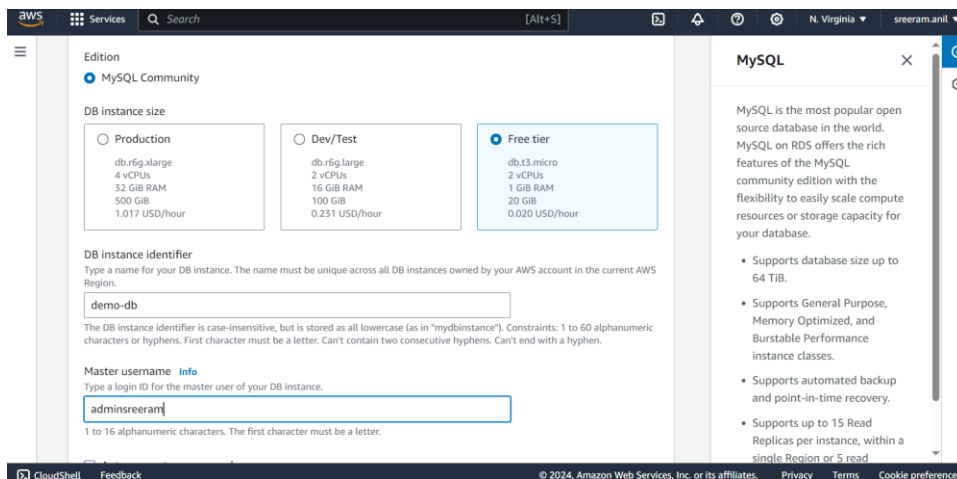 aws Services Search [Alt+S] N. Virginia sreeram.anil
Edition
MySQL Community
DB instance size
Production
db.r6g.xlarge
4 vCPUs
32 GiB RAM
500 GiB
1.017 USD/hour
Dev/Test
db.r6g.large
2 vCPUs
16 GiB RAM
100 GiB
0.231 USD/hour
Free tier
db.t3.micro
2 vCPUs
1 GiB RAM
20 GiB
0.020 USD/hour
DB instance identifier
Type a name for your DB instance. The name must be unique across all DB instances owned by your AWS account in the current AWS
Region.
demo-db
The DB instance identifier is case-insensitive, but is stored as all lowercase (as in "mydbinstance"). Constraints: 1 to 60 alphanumeric
characters or hyphens. First character must be a letter. Can't contain two consecutive hyphens. Can't end with a hyphen.
Master username Info
Type a login ID for the master user of your DB instance.
adminsreeram
1 to 16 alphanumeric characters. The first character must be a letter.
MySQL
MySQL is the most popular open
source database in the world.
MySQL on RDS offers the rich
features of the MySQL
community edition with the
flexibility to easily scale compute
resources or storage capacity for
your database.
• Supports database size up to
64 TiB.
• Supports General Purpose,
Memory Optimized, and
Burstable Performance
instance classes.
• Supports automated backup
and point-in-time recovery.
• Supports up to 15 Read
Replicas per instance, within a
single Region or 5 read
CloudShell Feedback © 2024, Amazon Web Services, Inc. or its affiliates. Privacy Terms Cookie preference